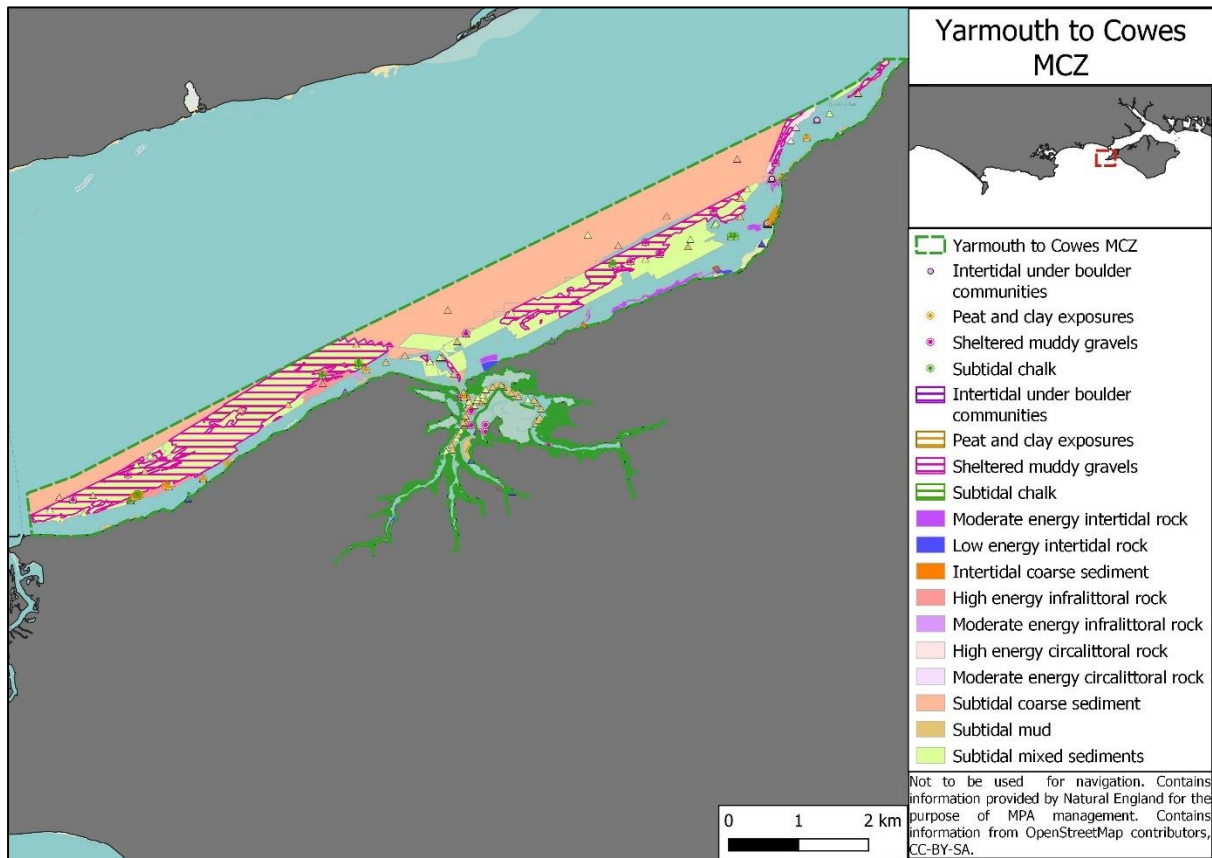 Yarmouth to Cowes
MCZ
Yarmouth to Cowes MCZ
Intertidal under boulder
communities
Peat and clay exposures
Sheltered muddy gravels
Subtidal chalk
Intertidal under boulder
communities
Peat and clay exposures
Sheltered muddy gravels
Subtidal chalk
Moderate energy intertidal rock
Low energy intertidal rock
Intertidal coarse sediment
High energy infralittoral rock
Moderate energy infralittoral rock
High energy circalittoral rock
Moderate energy circalittoral rock
Subtidal coarse sediment
Subtidal mud
Subtidal mixed sediments
Not to be used for navigation. Contains
information provided by Natural England for the
purpose of MPA management. Contains
information from OpenStreetMap contributors,
CC-BY-SA.
0 1 2 km